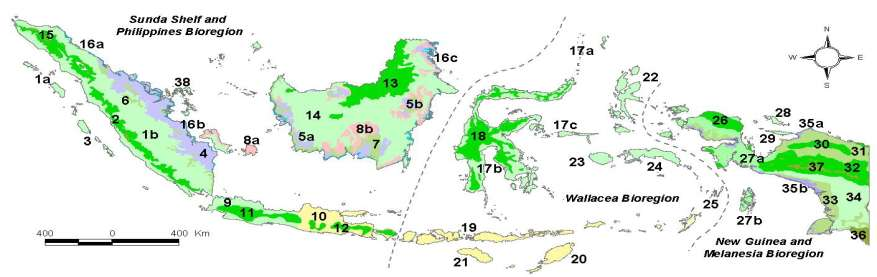 Sunda Shelf and
Philippines Bioregion
15
16a
1a
38
6
2
16b
3
1b
4
8a
13
16c
14
5b
5a
8b
7
17a
22
18
17c
17b
23
24
26
28
35a
29
30
31
27a
37
32
35b
34
33
25
27b
36
Wallacea Bioregion
9
11
10
12
19
21
20
New Guinea and
Melanesia Bioregion
400 0 400 Km
N
W E
S